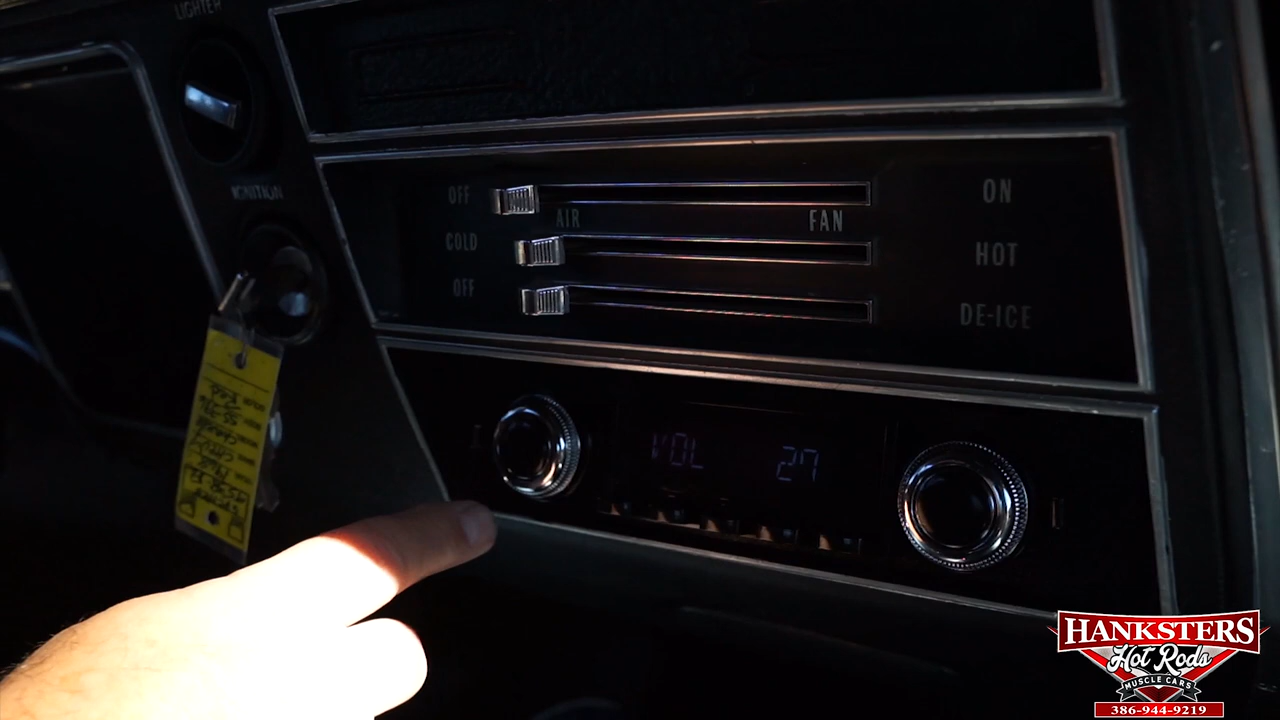 LIGHTER
IGNITION
OFF ON
AIR FAN
COLD HOT
OFF DE-ICE
VOL 27
HANKSTERS
Hot Rods
MUSCLE CARS
386-944-9219